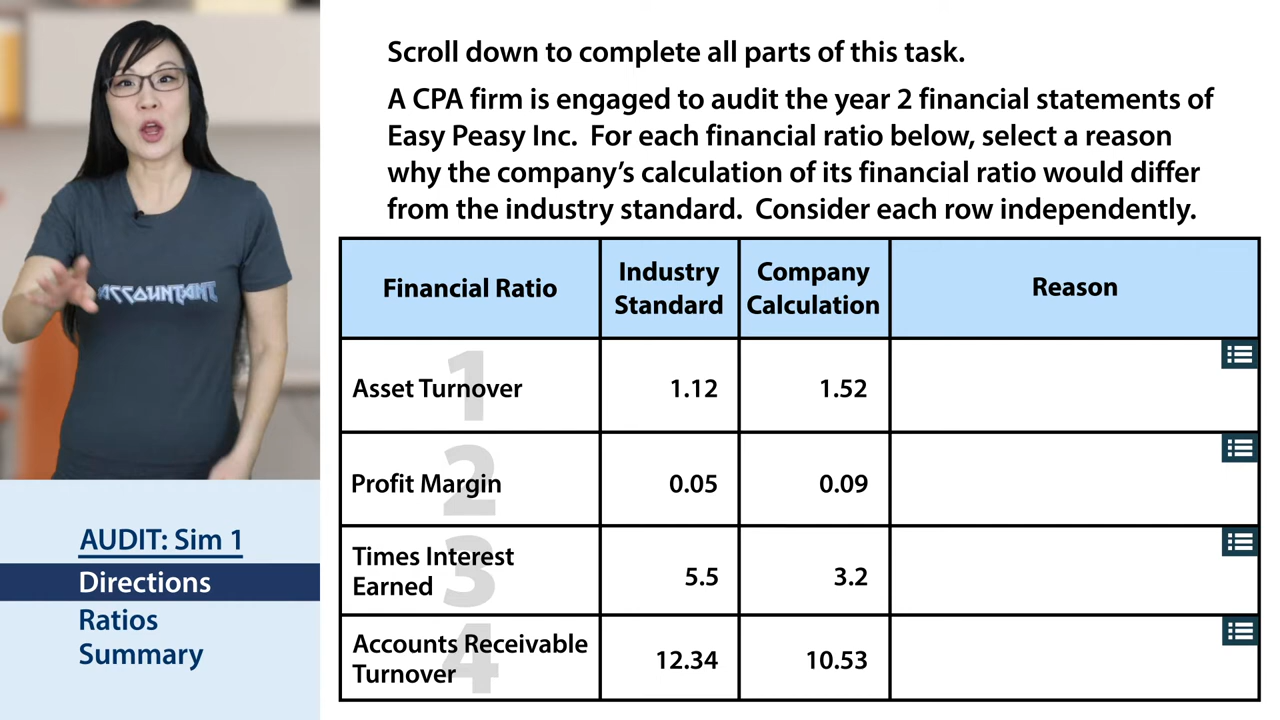 Scroll down to complete all parts of this task.
A CPA firm is engaged to audit the year 2 financial statements of
Easy Peasy Inc.  For each financial ratio below, select a reason
why the company's calculation of its financial ratio would differ
from the industry standard.  Consider each row independently.
Financial Ratio
Industry
Standard
Company
Calculation
Reason
1
Asset Turnover
1.12
1.52
2
Profit Margin
0.05
0.09
3
Times Interest
Earned
5.5
3.2
4
Accounts Receivable
Turnover
12.34
10.53
ACCOUNTANT
AUDIT: Sim 1
Directions
Ratios
Summary